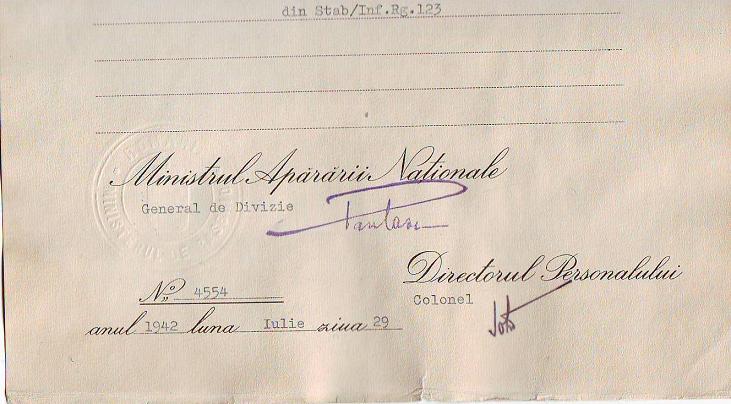 din Stab/Inf.Rg.123
Ministrul Apărării Naționale
General de Divizie
Pantazi
Directorul Personalului
Colonel
No 4554
anul 1942 luna Iulie ziua 29